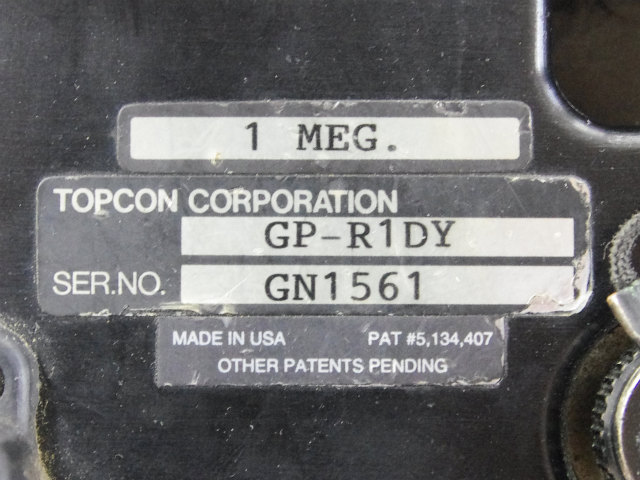 1 MEG.
TOPCON CORPORATION
GP-R1DY
SER.NO. GN1561
MADE IN USA PAT #5,134,407
OTHER PATENTS PENDING